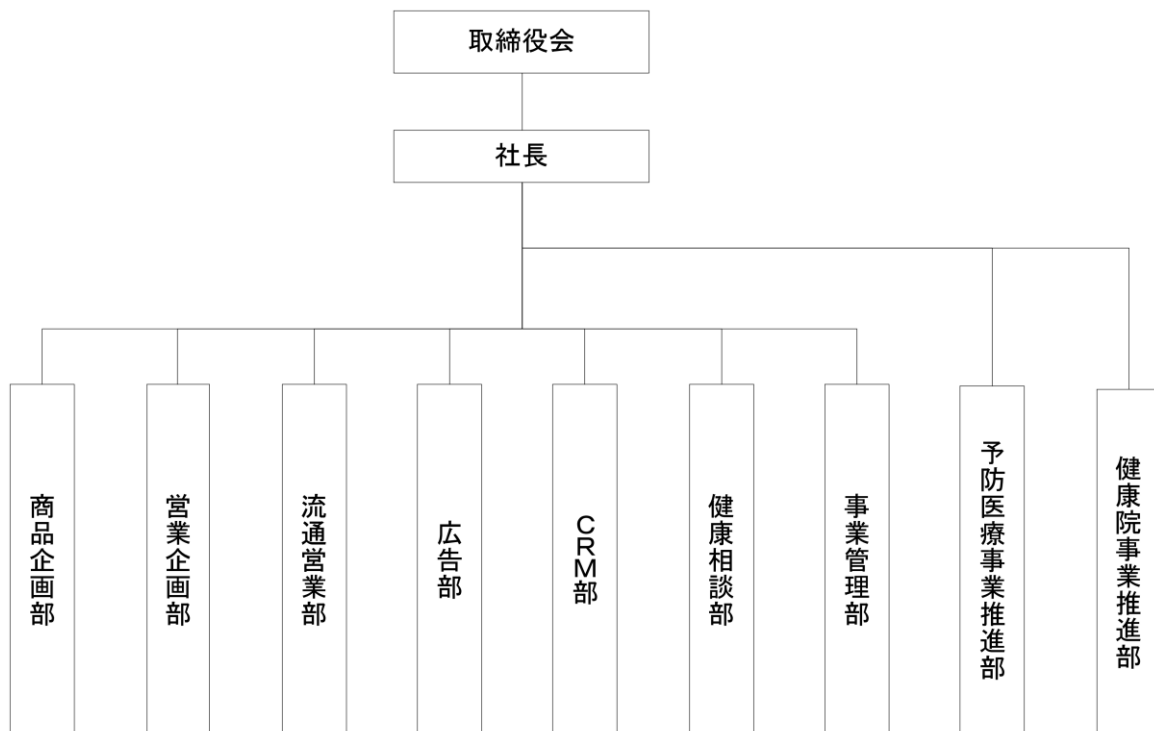 取締役会
社長
商品企画部
営業企画部
流通営業部
広告部
CRM部
健康相談部
事業管理部
予防医療事業推進部
健康院事業推進部